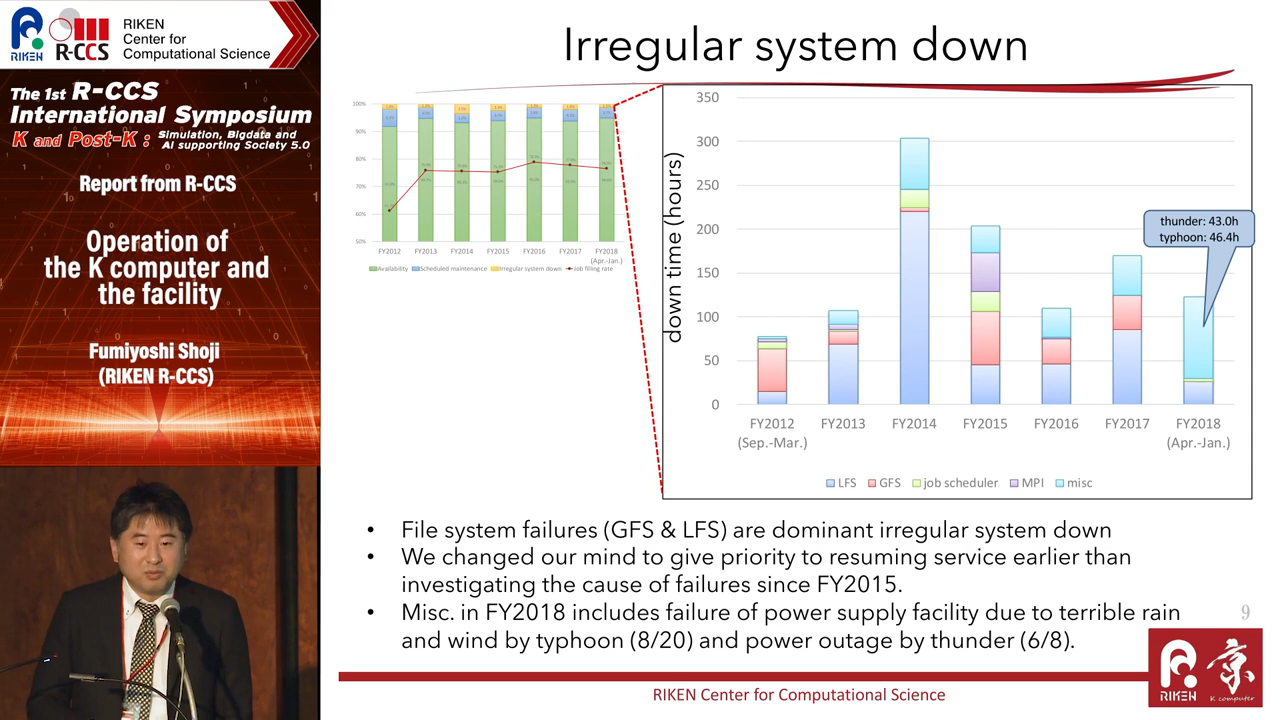 RIKEN
R-CCS
RIKEN
Center for
Computational Science
The 1st R-CCS
International Symposium
K and Post-K : Simulation, Bigdata and
AI supporting Society 5.0
Report from R-CCS
Operation of
the K computer and
the facility
Fumiyoshi Shoji
(RIKEN R-CCS)
Irregular system down
100%
90%
80%
70%
60%
50%
FY2012
FY2013
FY2014
FY2015
FY2016
FY2017
FY2018
(Apr.-Jan.)
Availability
Scheduled maintenance
Irregular system down
Job filling rate
down time (hours)
350
300
250
200
150
100
50
0
thunder: 43.0h
typhoon: 46.4h
FY2012
(Sep.-Mar.)
FY2013
FY2014
FY2015
FY2016
FY2017
FY2018
(Apr.-Jan.)
LFS
GFS
job scheduler
MPI
misc
• File system failures (GFS & LFS) are dominant irregular system down
• We changed our mind to give priority to resuming service earlier than
investigating the cause of failures since FY2015.
• Misc. in FY2018 includes failure of power supply facility due to terrible rain
and wind by typhoon (8/20) and power outage by thunder (6/8).
9
RIKEN Center for Computational Science
RIKEN
京
K computer